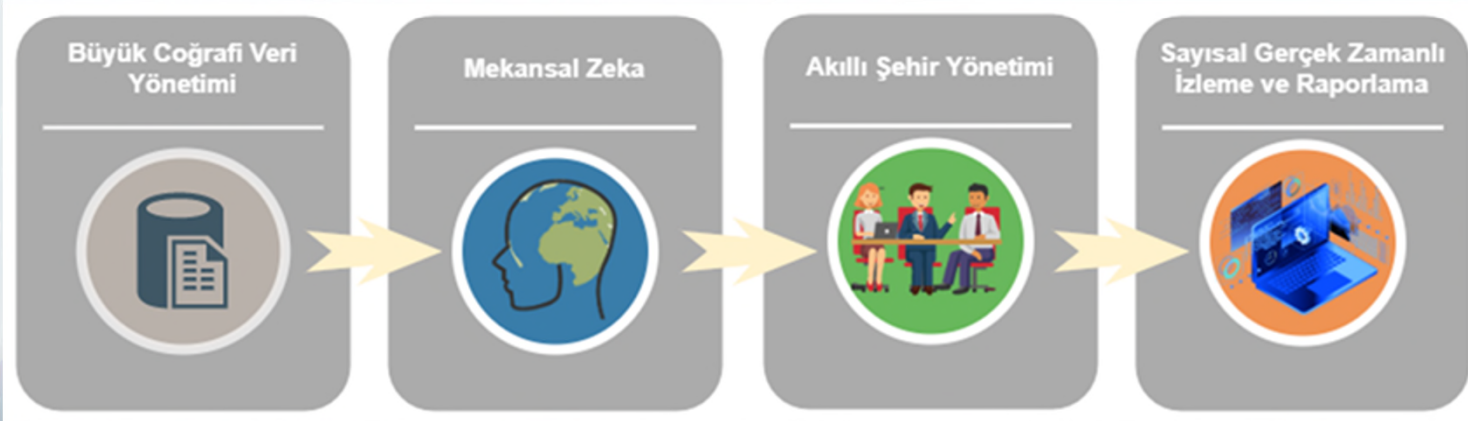 Büyük Coğrafi Veri
Yönetimi
Mekansal Zeka
Akıllı Şehir Yönetimi
Sayısal Gerçek Zamanlı
İzleme ve Raporlama